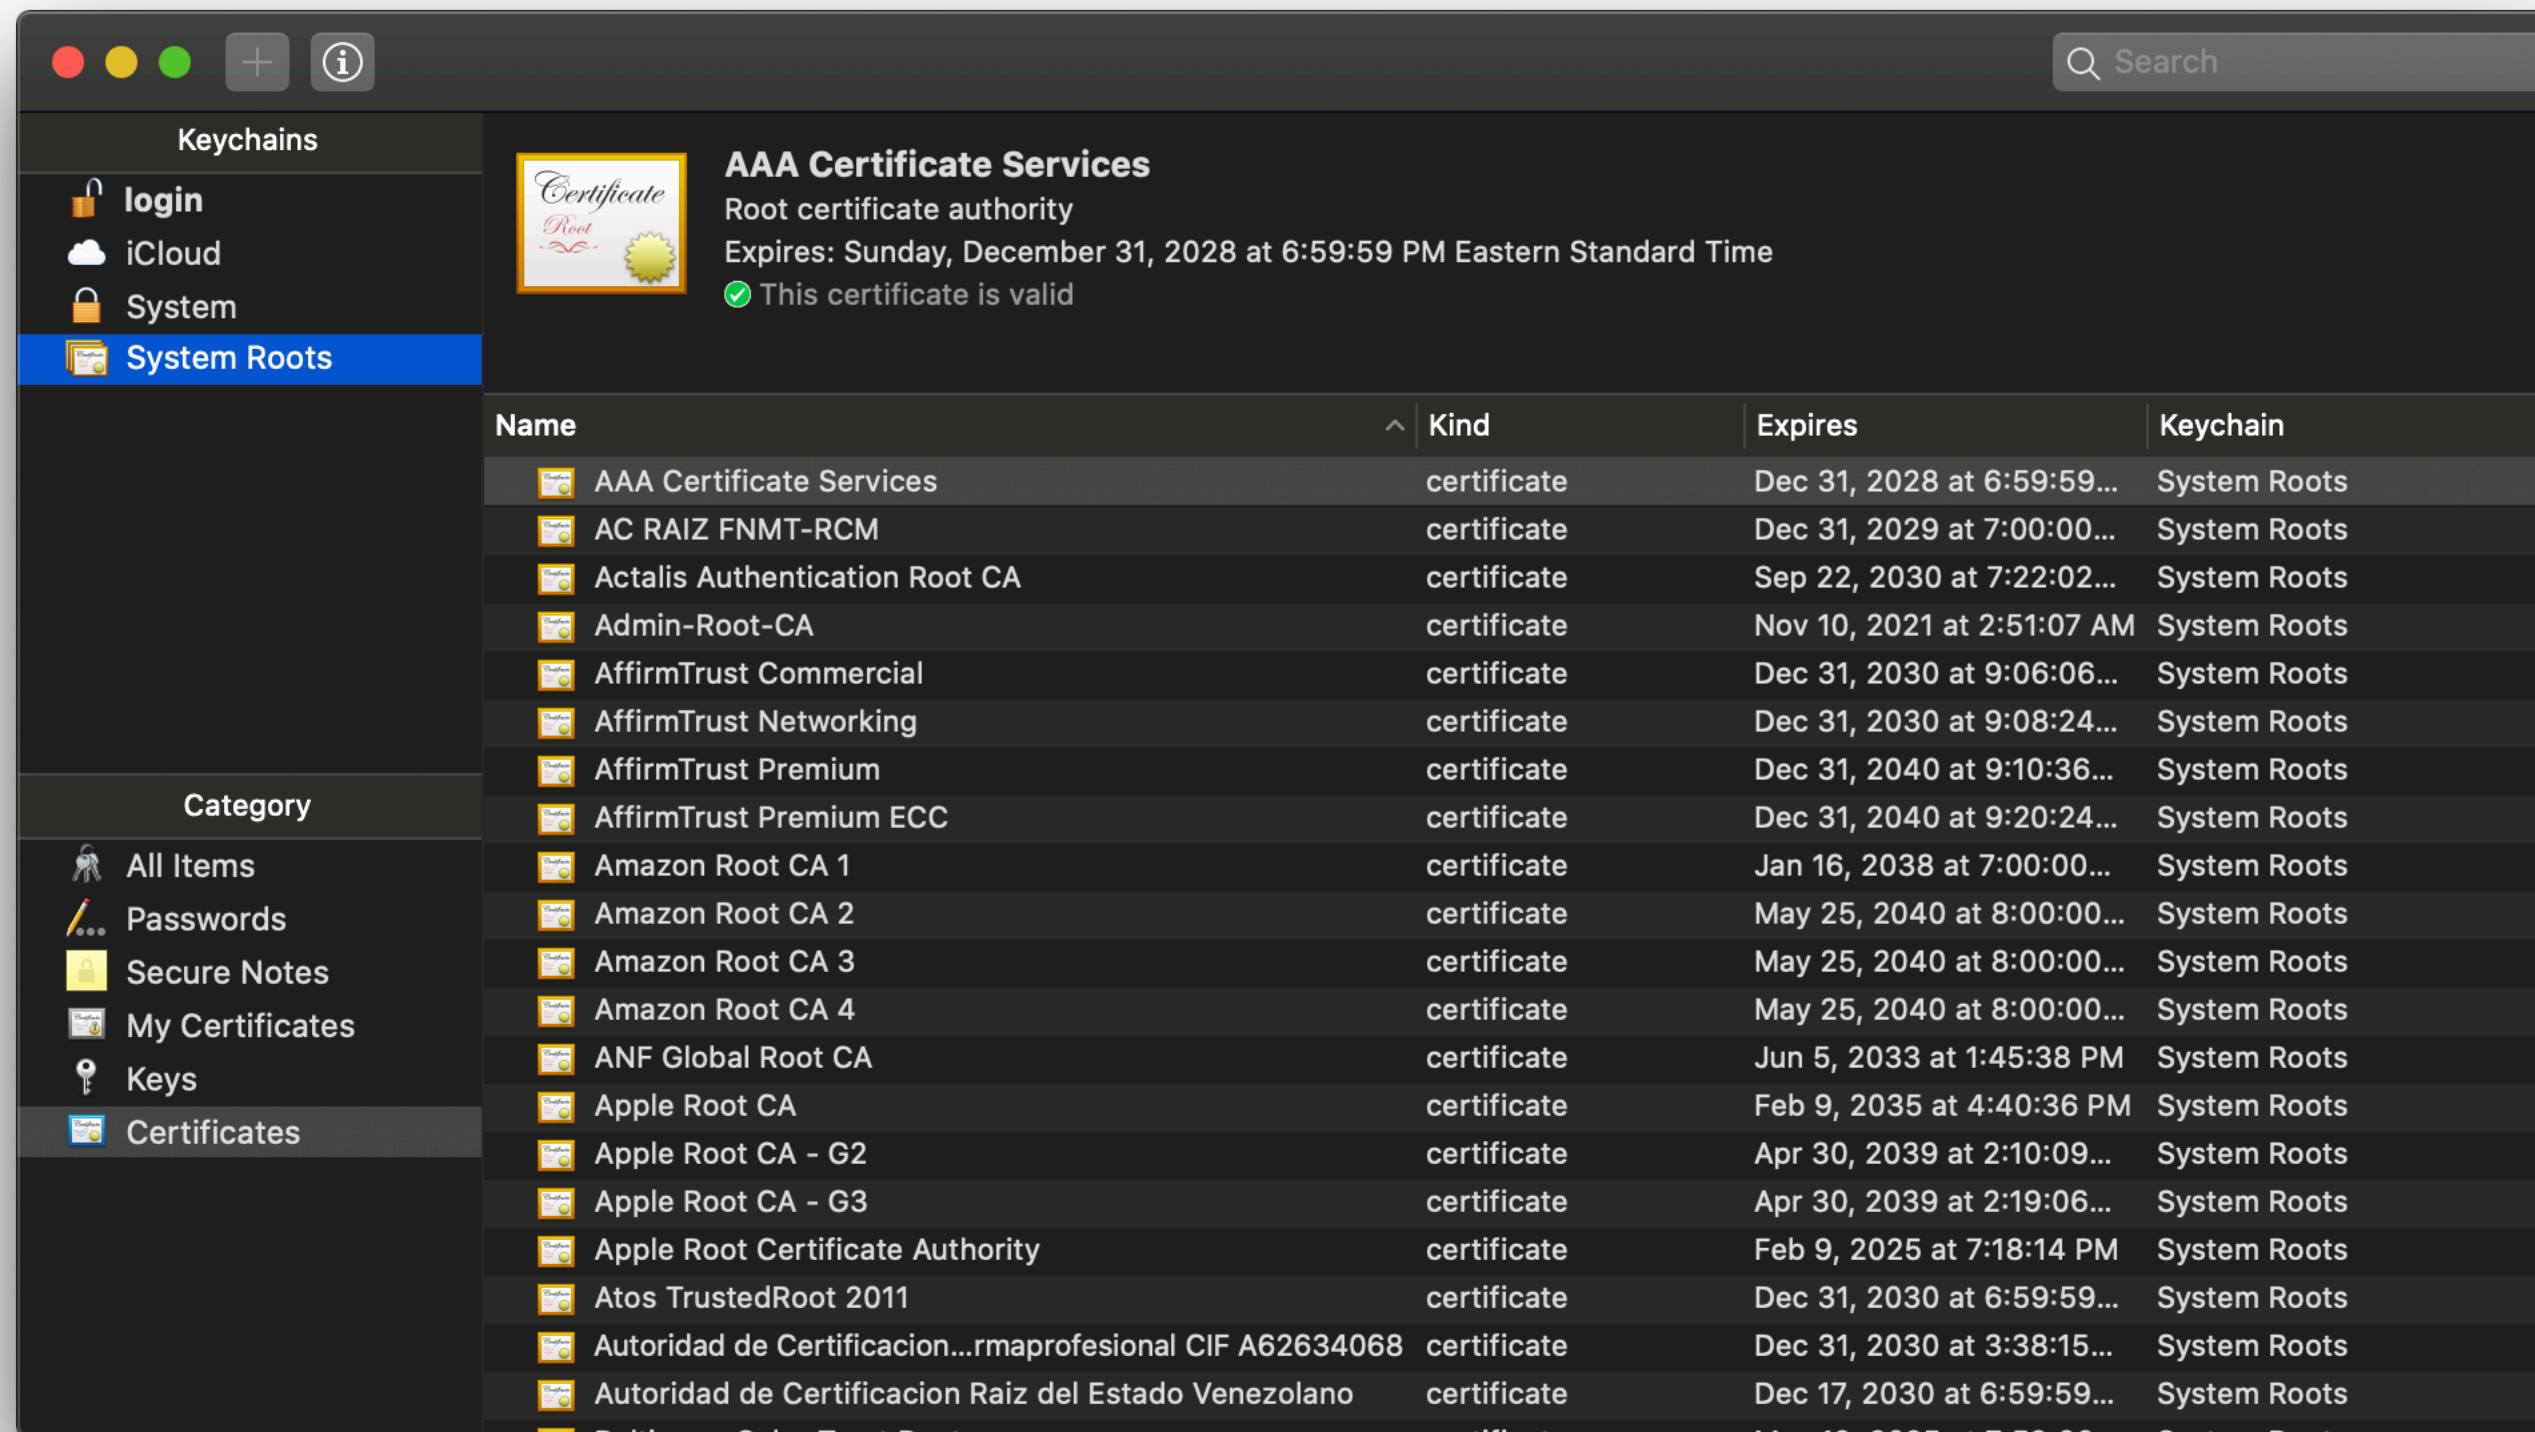 Search
Keychains
login
iCloud
System
System Roots
Category
All Items
Passwords
Secure Notes
My Certificates
Keys
Certificates
Certificate
Root
AAA Certificate Services
Root certificate authority
Expires: Sunday, December 31, 2028 at 6:59:59 PM Eastern Standard Time
This certificate is valid
Name Kind Expires Keychain
AAA Certificate Services certificate Dec 31, 2028 at 6:59:59... System Roots
AC RAIZ FNMT-RCM certificate Dec 31, 2029 at 7:00:00... System Roots
Actalis Authentication Root CA certificate Sep 22, 2030 at 7:22:02... System Roots
Admin-Root-CA certificate Nov 10, 2021 at 2:51:07 AM System Roots
AffirmTrust Commercial certificate Dec 31, 2030 at 9:06:06... System Roots
AffirmTrust Networking certificate Dec 31, 2030 at 9:08:24... System Roots
AffirmTrust Premium certificate Dec 31, 2040 at 9:10:36... System Roots
AffirmTrust Premium ECC certificate Dec 31, 2040 at 9:20:24... System Roots
Amazon Root CA 1 certificate Jan 16, 2038 at 7:00:00... System Roots
Amazon Root CA 2 certificate May 25, 2040 at 8:00:00... System Roots
Amazon Root CA 3 certificate May 25, 2040 at 8:00:00... System Roots
Amazon Root CA 4 certificate May 25, 2040 at 8:00:00... System Roots
ANF Global Root CA certificate Jun 5, 2033 at 1:45:38 PM System Roots
Apple Root CA certificate Feb 9, 2035 at 4:40:36 PM System Roots
Apple Root CA - G2 certificate Apr 30, 2039 at 2:10:09... System Roots
Apple Root CA - G3 certificate Apr 30, 2039 at 2:19:06... System Roots
Apple Root Certificate Authority certificate Feb 9, 2025 at 7:18:14 PM System Roots
Atos TrustedRoot 2011 certificate Dec 31, 2030 at 6:59:59... System Roots
Autoridad de Certificacion...rmaprofesional CIF A62634068 certificate Dec 31, 2030 at 3:38:15... System Roots
Autoridad de Certificacion Raiz del Estado Venezolano certificate Dec 17, 2030 at 6:59:59... System Roots